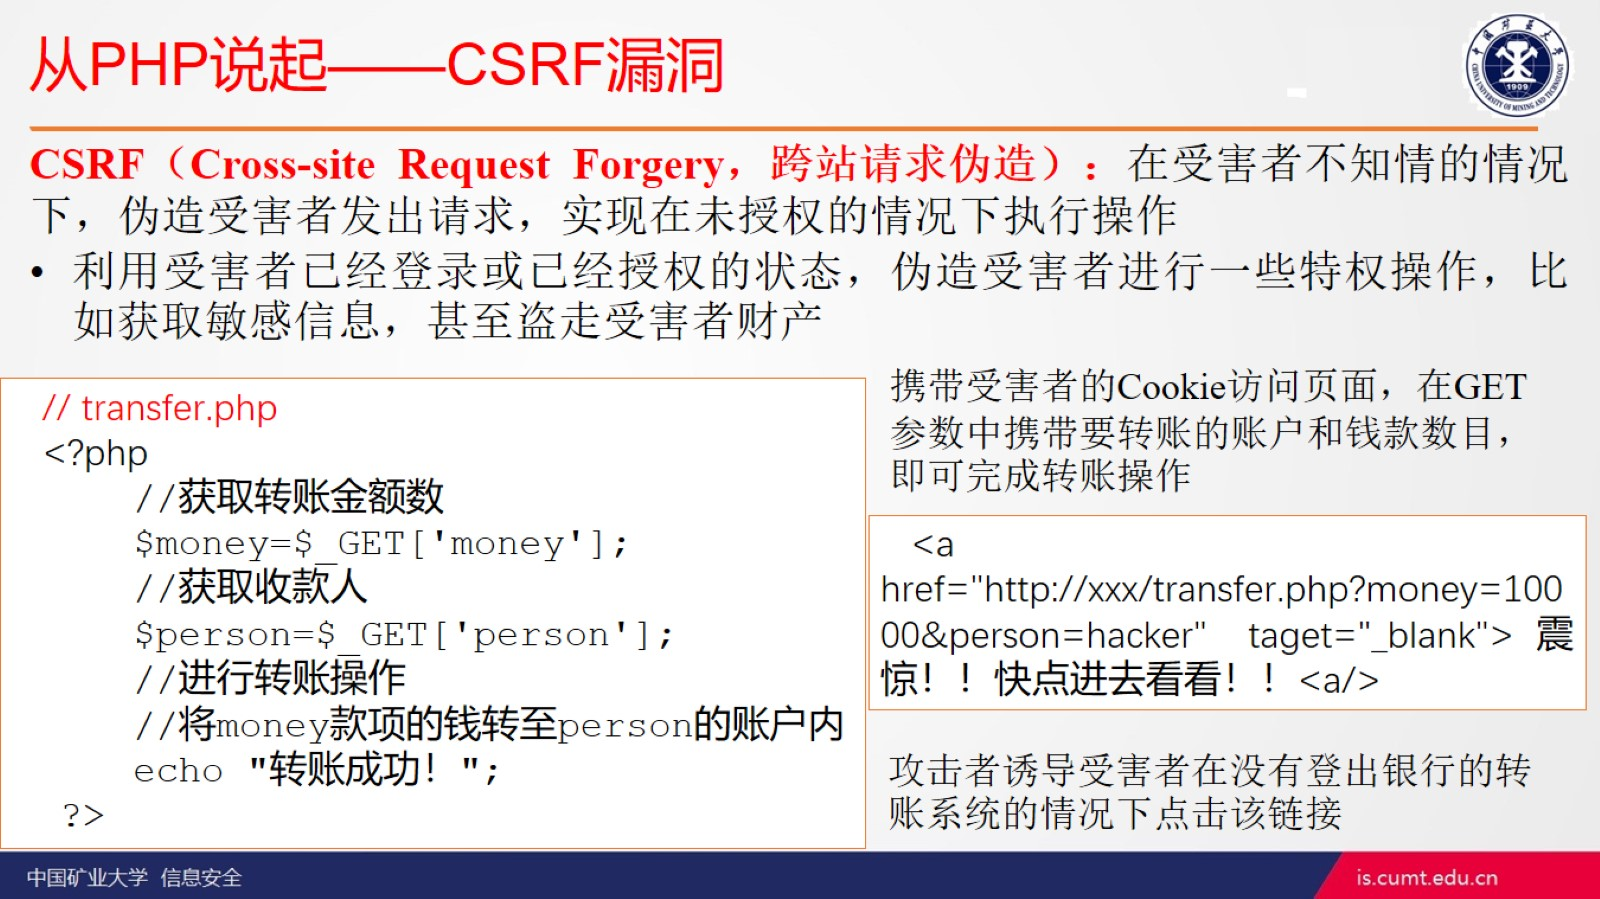 从PHP说起——CSRF漏洞
CSRF（Cross-site Request Forgery，跨站请求伪造）：在受害者不知情的情况
下，伪造受害者发出请求，实现在未授权的情况下执行操作
• 利用受害者已经登录或已经授权的状态，伪造受害者进行一些特权操作，比
如获取敏感信息，甚至盗走受害者财产
// transfer.php
<?php
//获取转账金额数
$money=$_GET['money'];
//获取收款人
$person=$_GET['person'];
//进行转账操作
//将money款项的钱转至person的账户内
echo "转账成功！";
?>
携带受害者的Cookie访问页面，在GET
参数中携带要转账的账户和钱款数目，
即可完成转账操作
<a
href="http://xxx/transfer.php?money=100
00&person=hacker" taget="_blank"> 震
惊！！快点进去看看！！<a/>
攻击者诱导受害者在没有登出银行的转
账系统的情况下点击该链接
中国矿业大学 信息安全
is.cumt.edu.cn
中国矿业大学
CHINA UNIVERSITY OF MINING AND TECHNOLOGY
1909